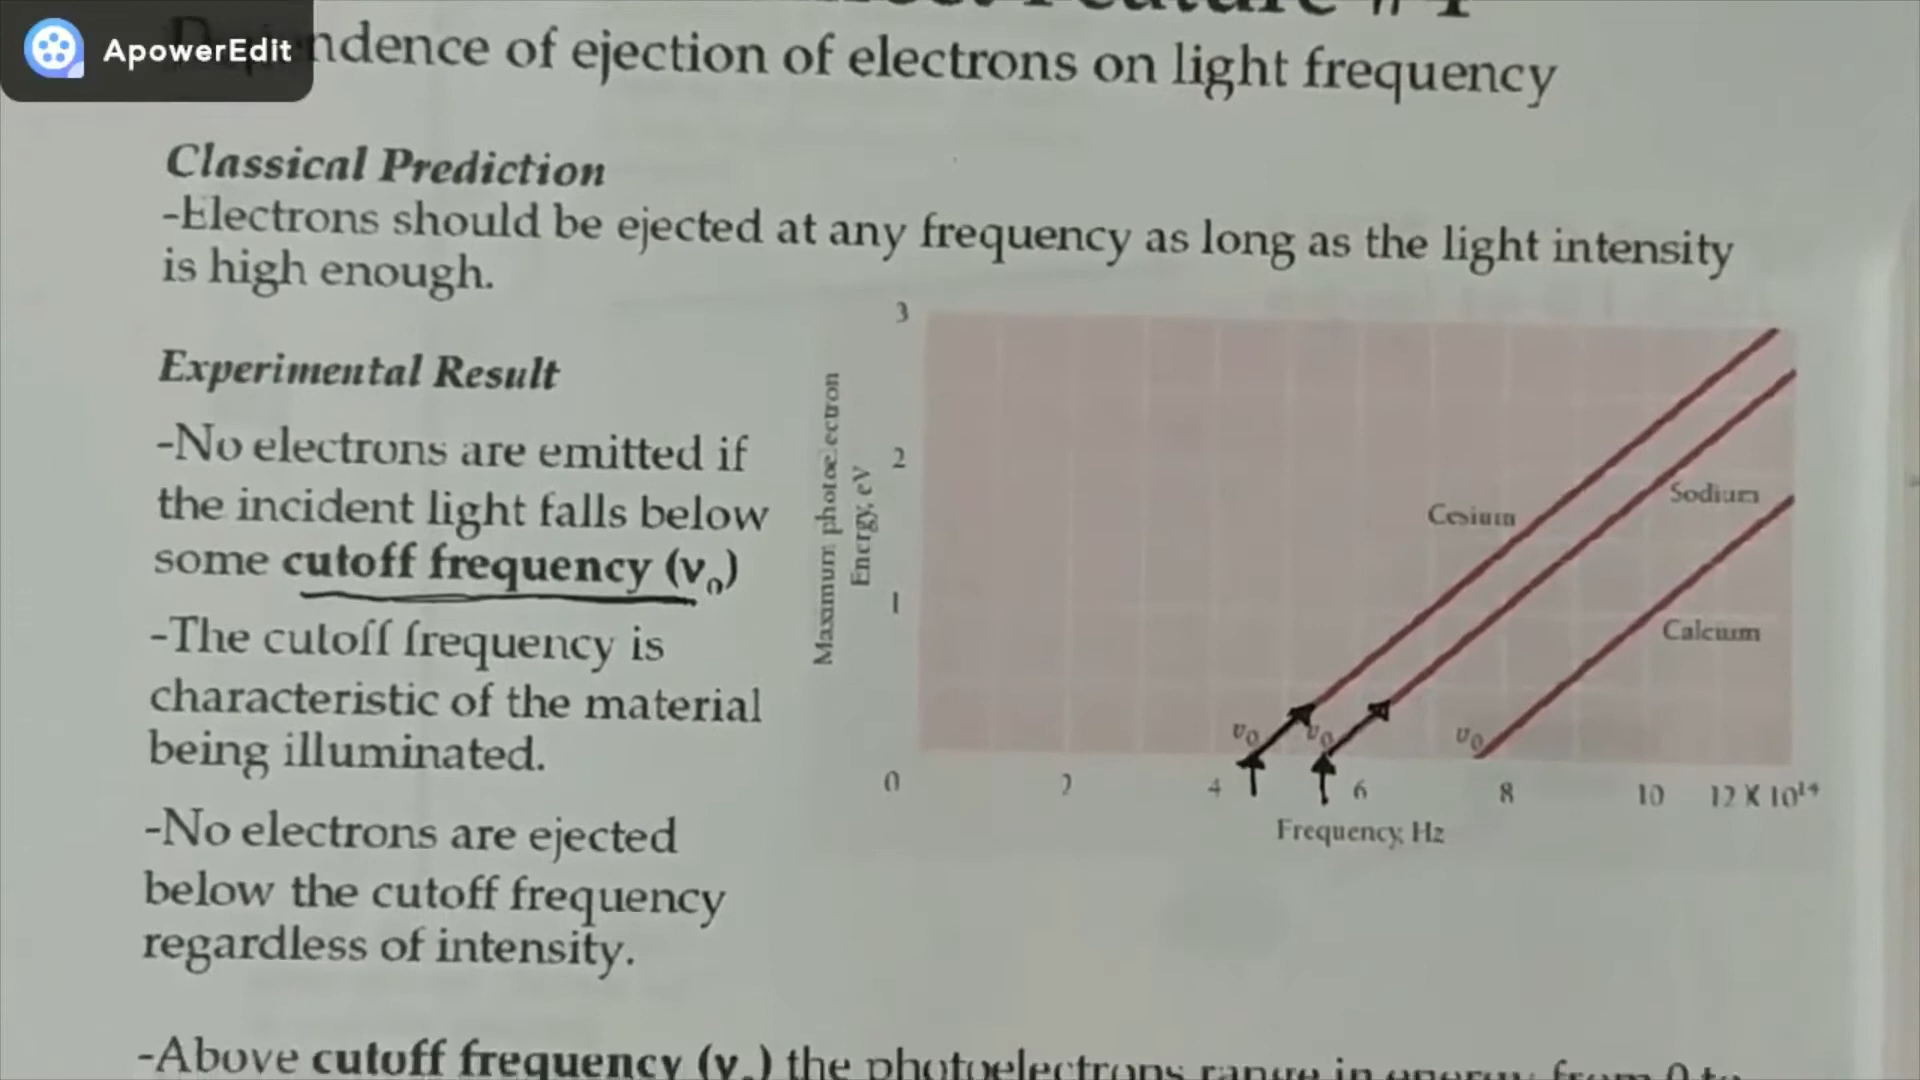 ApowerEdit
ndence of ejection of electrons on light frequency
Classical Prediction
-Electrons should be ejected at any frequency as long as the light intensity
is high enough.
Experimental Result
-No electrons are emitted if
the incident light falls below
some cutoff frequency (ν₀)
-The cutoff frequency is
characteristic of the material
being illuminated.
-No electrons are ejected
below the cutoff frequency
regardless of intensity.
Maximum photoelectron
Energy, eV
3
2
1
0
Cesium
Sodium
Calcium
ν₀ ν₀ ν₀
2 4 6 8 10 12 X 10¹⁴
Frequency, Hz
-Above cutoff frequency (ν₀) the photoelectrons range in energy from 0 to